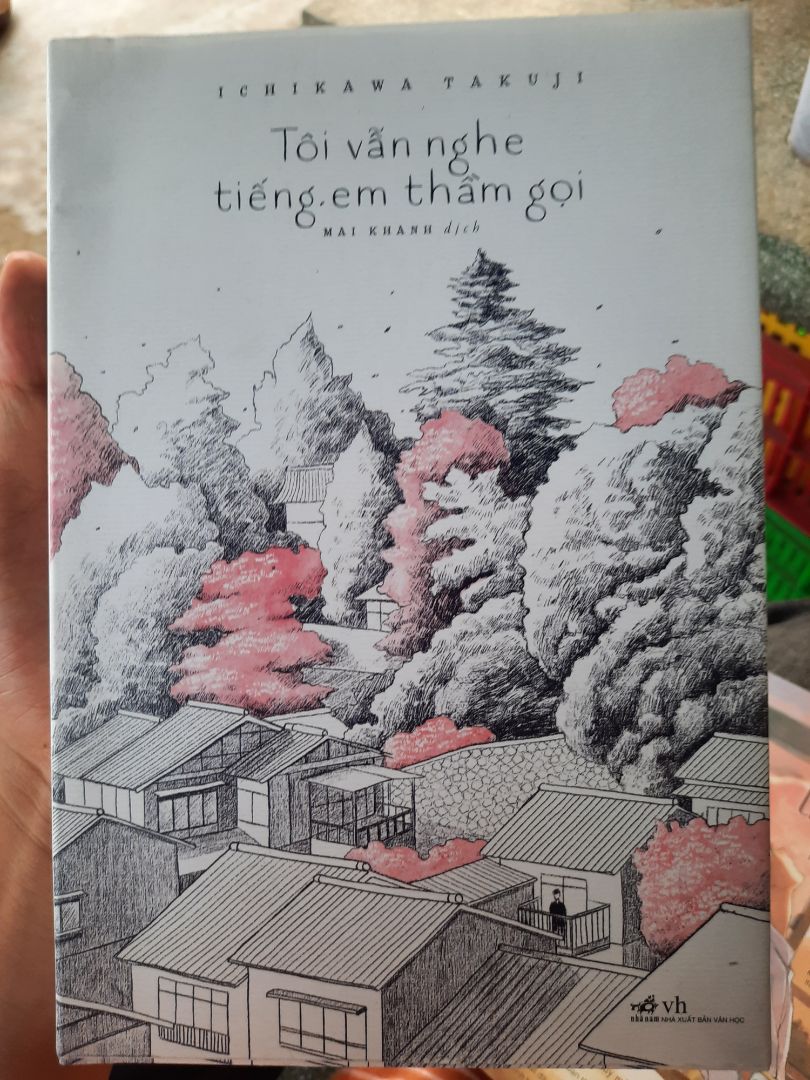 ICHIKAWA TAKUJI
Tôi vẫn nghe
tiếng em thầm gọi
MAI KHANH dịch
vh
nhã nam NHÀ XUẤT BẢN VĂN HỌC